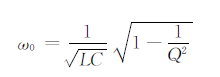 ω₀ = 1/√LC √(1 − 1/Q²)